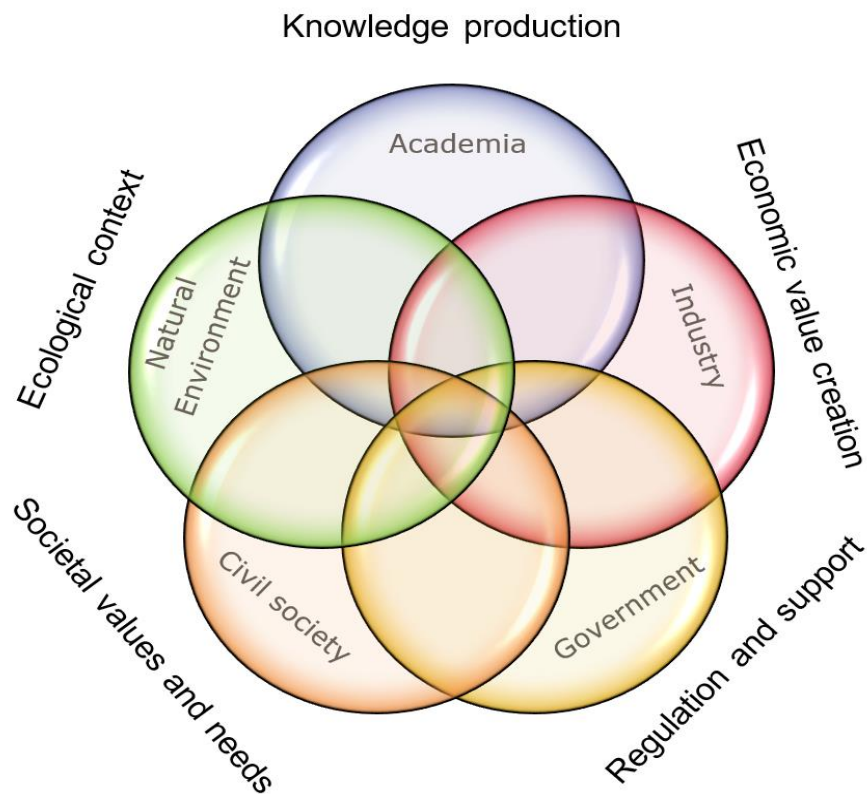 Knowledge production
Academia
Economic value creation
Industry
Ecological context
Natural
Environment
Societal values and needs
Civil society
Government
Regulation and support